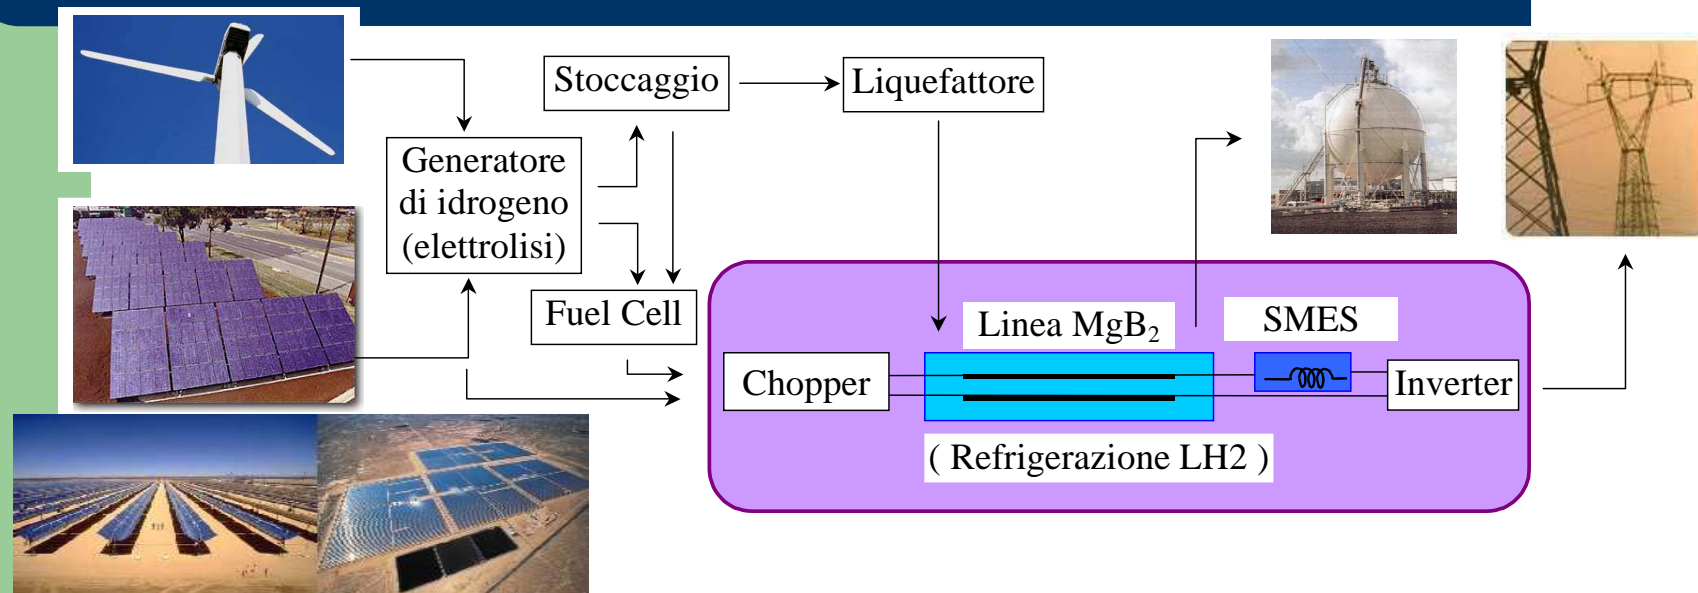 Stoccaggio
Liquefattore
Generatore
di idrogeno
(elettrolisi)
Fuel Cell
Linea MgB₂
SMES
Chopper
Inverter
( Refrigerazione LH2 )